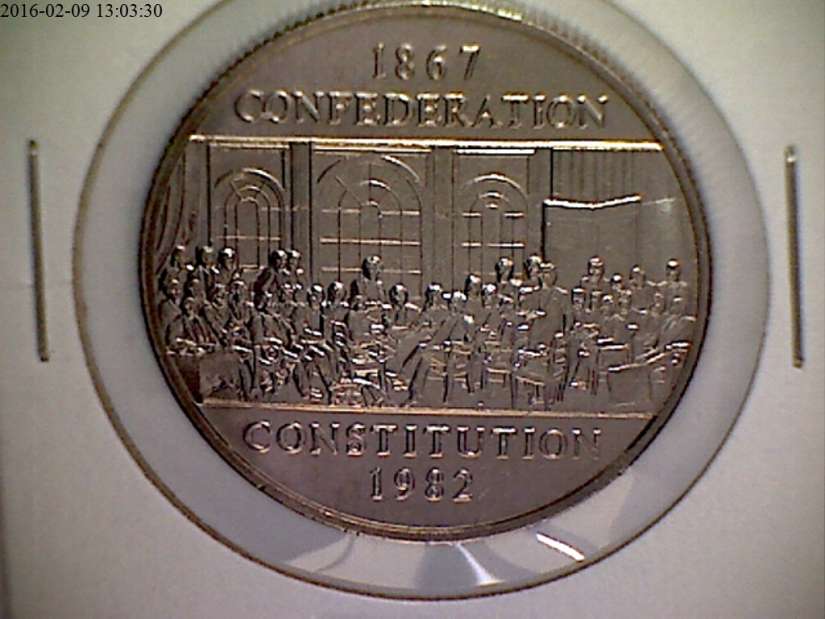 2016-02-09 13:03:30
1867
CONFEDERATION
CONSTITUTION
1982